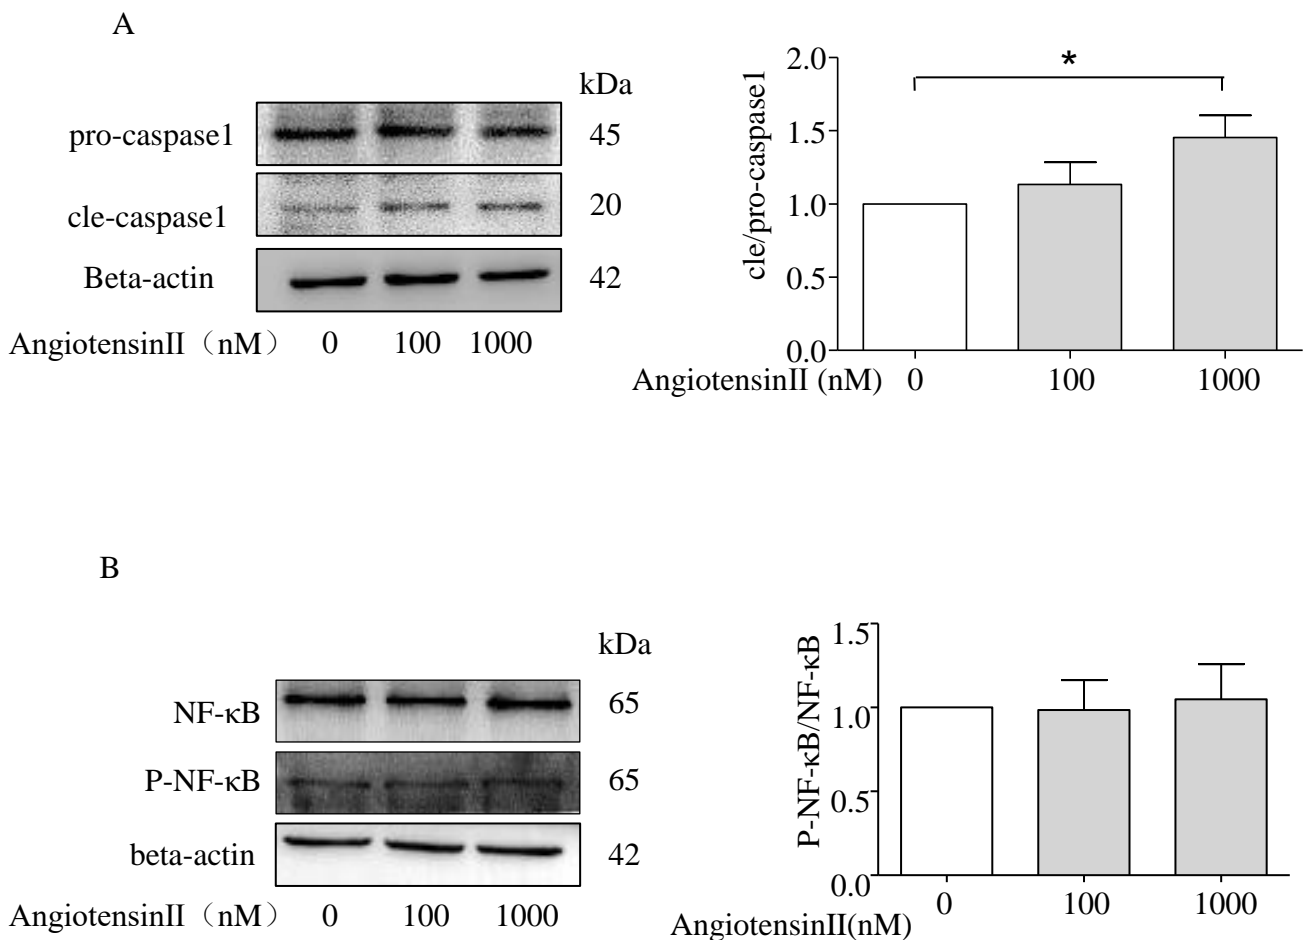 A
kDa
pro-caspase1
45
cle-caspase1
20
Beta-actin
42
AngiotensinII（nM） 0 100 1000
cle/pro-caspase1
2.0
1.5
1.0
0.5
0.0
*
AngiotensinII (nM) 0 100 1000
B
kDa
NF-κB
65
P-NF-κB
65
beta-actin
42
AngiotensinII（nM） 0 100 1000
P-NF-κB/NF-κB
1.5
1.0
0.5
0.0
AngiotensinII(nM) 0 100 1000